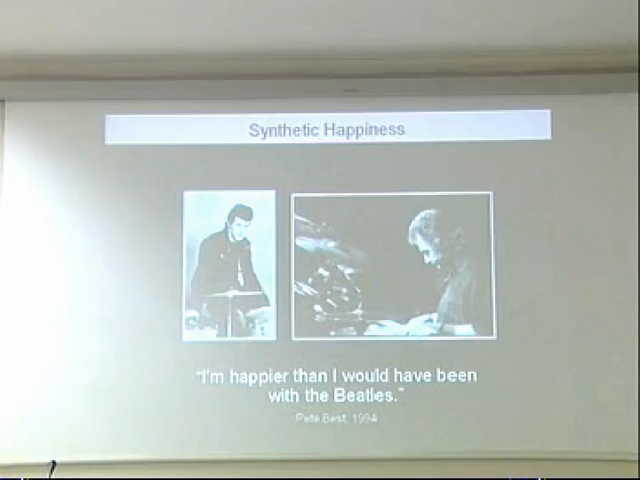 Synthetic Happiness
"I'm happier than I would have been
with the Beatles."
Pete Best, 1994